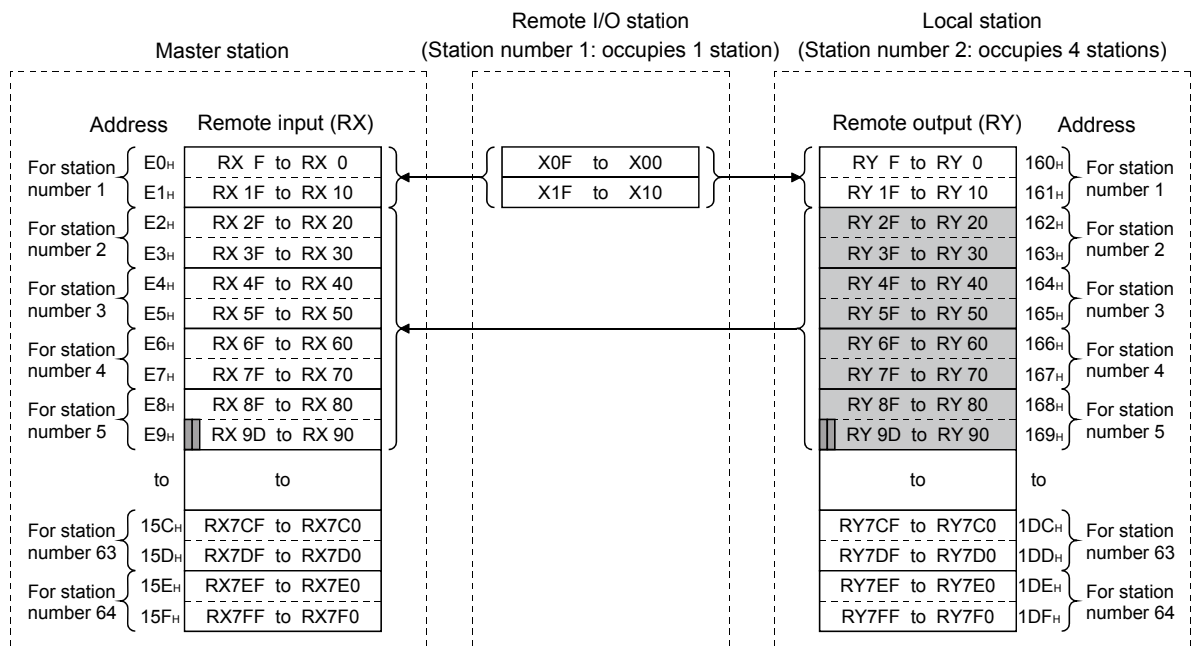 Master station
Remote I/O station
(Station number 1: occupies 1 station)
Local station
(Station number 2: occupies 4 stations)
Address Remote input (RX)
For station number 1
E0H RX F to RX 0
E1H RX 1F to RX 10
For station number 2
E2H RX 2F to RX 20
E3H RX 3F to RX 30
For station number 3
E4H RX 4F to RX 40
E5H RX 5F to RX 50
For station number 4
E6H RX 6F to RX 60
E7H RX 7F to RX 70
For station number 5
E8H RX 8F to RX 80
E9H RX 9D to RX 90
to to
For station number 63
15CH RX7CF to RX7C0
15DH RX7DF to RX7D0
For station number 64
15EH RX7EF to RX7E0
15FH RX7FF to RX7F0
X0F to X00
X1F to X10
Remote output (RY) Address
RY F to RY 0 160H
RY 1F to RY 10 161H
For station number 1
RY 2F to RY 20 162H
RY 3F to RY 30 163H
For station number 2
RY 4F to RY 40 164H
RY 5F to RY 50 165H
For station number 3
RY 6F to RY 60 166H
RY 7F to RY 70 167H
For station number 4
RY 8F to RY 80 168H
RY 9D to RY 90 169H
For station number 5
to to
RY7CF to RY7C0 1DCH
RY7DF to RY7D0 1DDH
For station number 63
RY7EF to RY7E0 1DEH
RY7FF to RY7F0 1DFH
For station number 64